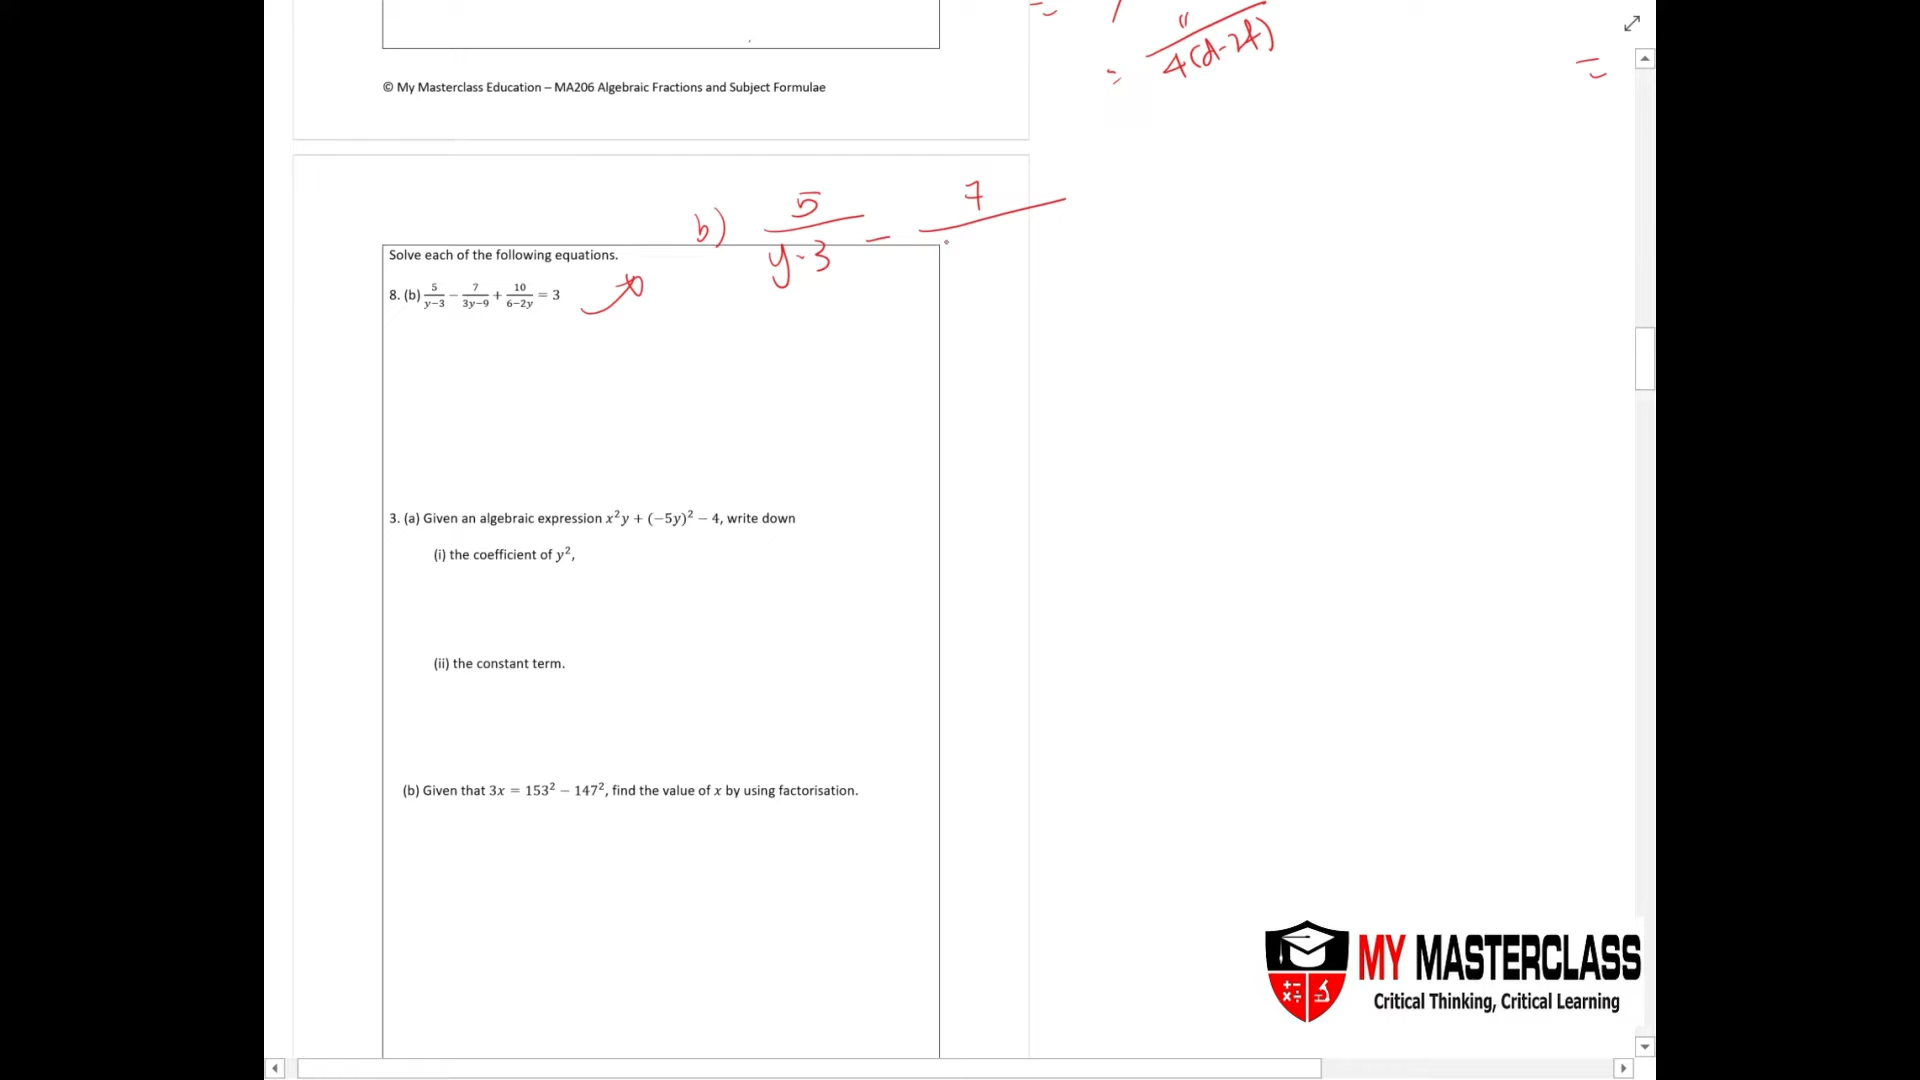 =
11/4(d-2f)
=
=
© My Masterclass Education – MA206 Algebraic Fractions and Subject Formulae
b) 5/(y-3) - 7/
Solve each of the following equations.
8. (b) 5/(y−3) − 7/(3y−9) + 10/(6−2y) = 3
3. (a) Given an algebraic expression x²y + (−5y)² − 4, write down
(i) the coefficient of y²,
(ii) the constant term.
(b) Given that 3x = 153² − 147², find the value of x by using factorisation.
MY MASTERCLASS
Critical Thinking, Critical Learning